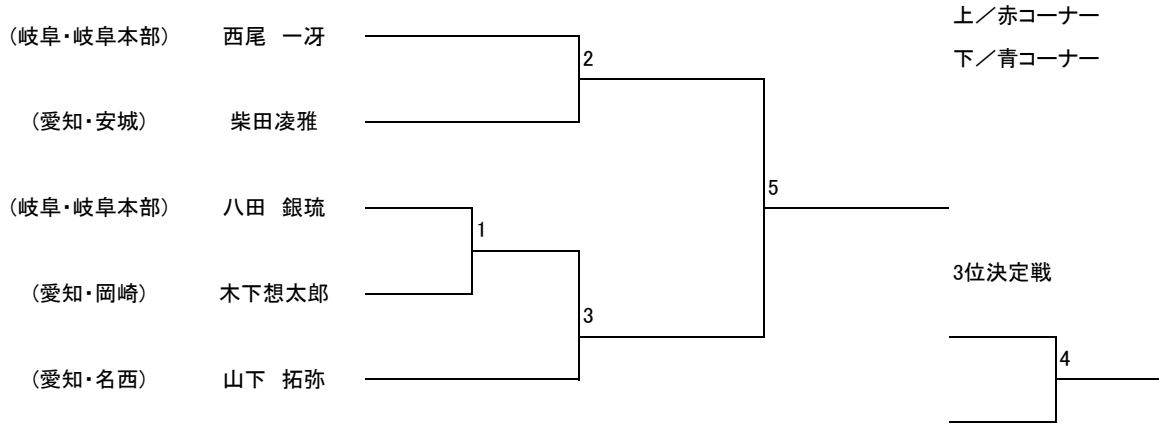 上／赤コーナー
(岐阜・岐阜本部) 西尾　一冴
2
下／青コーナー
(愛知・安城) 柴田凌雅
5
(岐阜・岐阜本部) 八田　銀琉
1
3位決定戦
(愛知・岡崎) 木下想太郎
3
4
(愛知・名西) 山下　拓弥